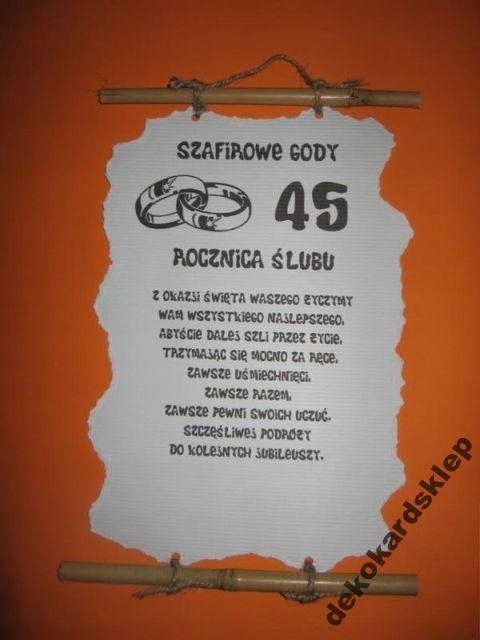 SZAFIROWE GODY
45
ROCZNICA ŚLUBU
Z OKAZJI ŚWIĘTA WASZEGO ŻYCZYMY
WAM WSZYSTKIEGO NAJLEPSZEGO,
ABYŚCIE DALEJ SZLI PRZEZ ŻYCIE,
TRZYMAJĄC SIĘ MOCNO ZA RĘCE,
ZAWSZE UŚMIECHNIĘCI,
ZAWSZE RAZEM,
ZAWSZE PEWNI SWOICH UCZUĆ.
SZCZĘŚLIWEJ PODRÓŻY
DO KOLEJNYCH JUBILEUSZY.
dekokardsklep